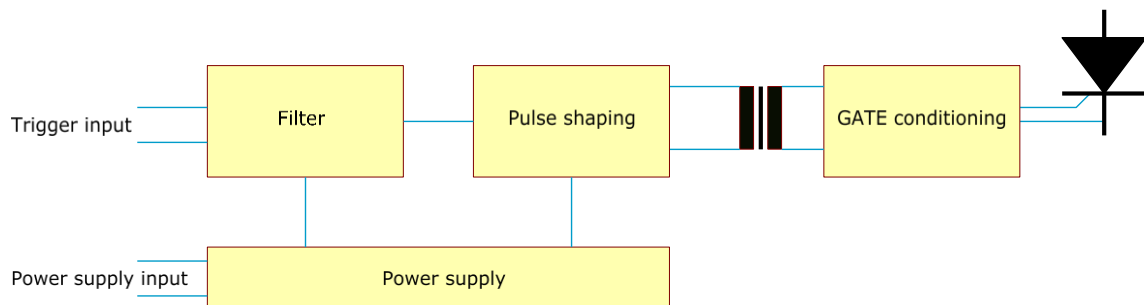 Trigger input
Filter
Pulse shaping
GATE conditioning
Power supply input
Power supply